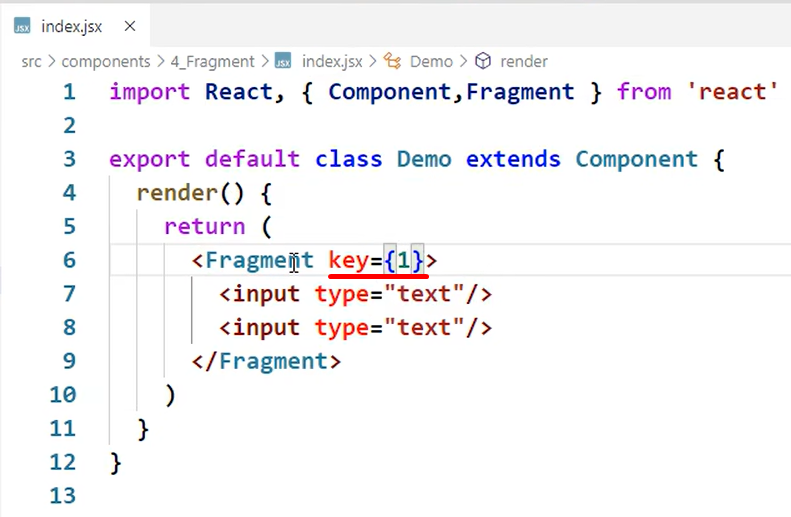 JSX index.jsx ×
src > components > 4_Fragment > JSX index.jsx > Demo > render
1 import React, { Component,Fragment } from 'react'
2
3 export default class Demo extends Component {
4   render() {
5     return (
6       <Fragment key={1}>
7         <input type="text"/>
8         <input type="text"/>
9       </Fragment>
10     )
11   }
12 }
13